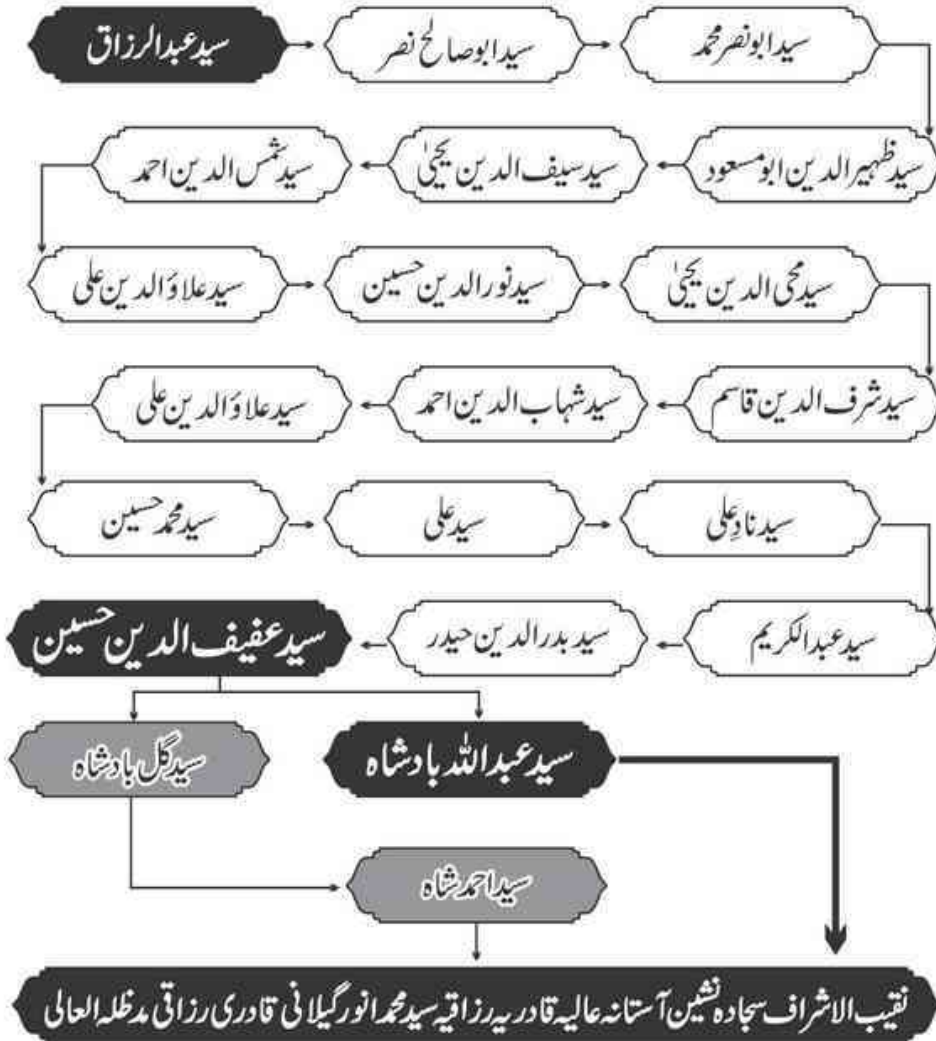 سید عبدالرزاق
سید ابو صالح نصر
سید ابو نصر محمد
سید ظہیر الدین ابو مسعود
سید سیف الدین یحییٰ
سید شمس الدین احمد
سید علاؤ الدین علی
سید نور الدین حسین
سید محی الدین یحییٰ
سید شرف الدین قاسم
سید شہاب الدین احمد
سید علاؤ الدین علی
سید محمد حسین
سید علی
سید نادِ علی
سید عبدالکریم
سید بدر الدین حیدر
سید عفیف الدین حسین
سید عبداللہ بادشاہ
سید گل بادشاہ
سید احمد شاہ
نقیب الاشراف سجادہ نشین آستانہ عالیہ قادریہ رزاقیہ سید محمد انور گیلانی قادری رزاقی مدظلہ العالی